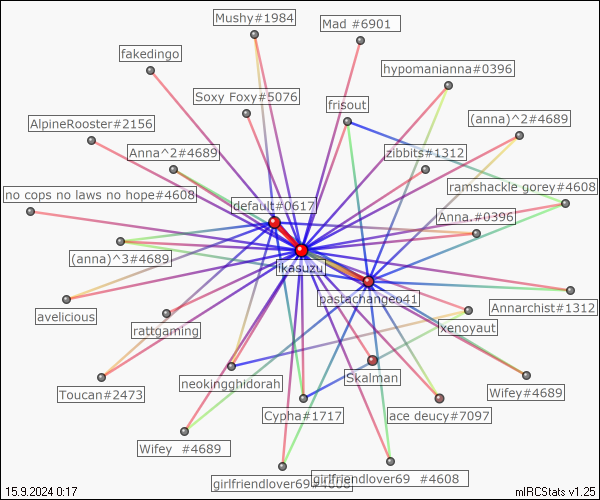 Mushy#1984
Mad #6901
fakedingo
hypomanianna#0396
Soxy Foxy#5076
frisout
AlpineRooster#2156
(anna)^2#4689
Anna^2#4689
zibbits#1312
no cops no laws no hope#4608
ramshackle gorey#4608
default#0617
Anna.#0396
(anna)^3#4689
ikasuzu
pastachangeo41
avelicious
Annarchist#1312
rattgaming
xenoyaut
Toucan#2473
neokingghidorah
Skalman
Wifey#4689
Cypha#1717
ace deucy#7097
Wifey #4689
girlfriendlover69#4608
girlfriendlover69 #4608
15.9.2024 0:17
mIRCStats v1.25